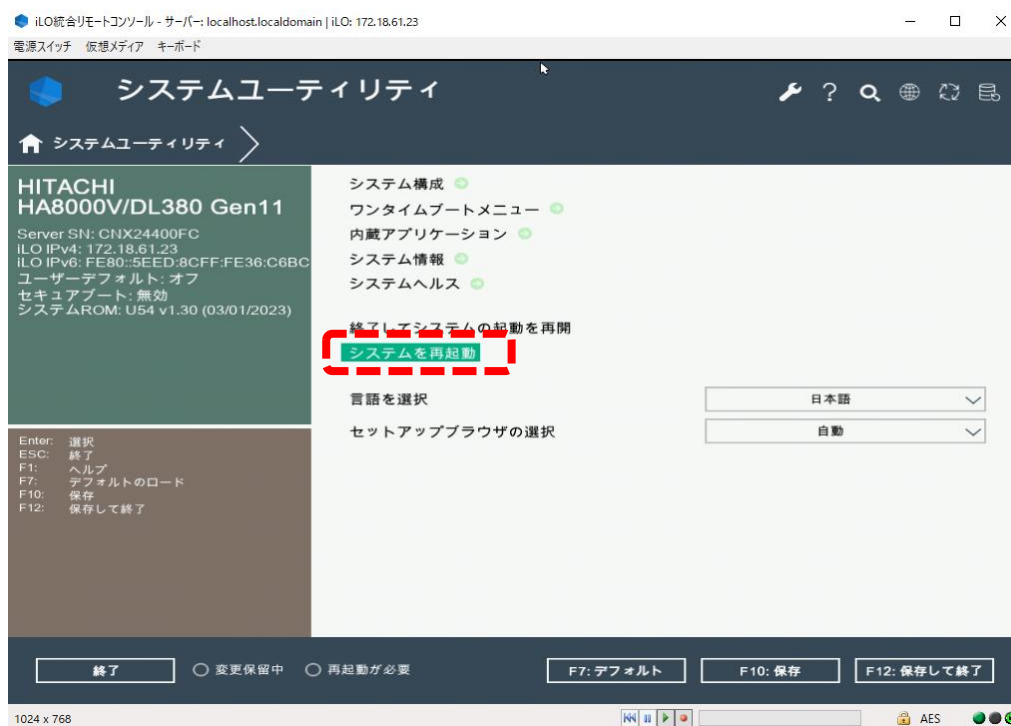 iLO統合リモートコンソール - サーバー: localhost.localdomain | iLO: 172.18.61.23
電源スイッチ 仮想メディア キーボード
システムユーティリティ
システムユーティリティ
HITACHI
HA8000V/DL380 Gen11
Server SN: CNX24400FC
iLO IPv4: 172.18.61.23
iLO IPv6: FE80::5EED:8CFF:FE36:C6BC
ユーザーデフォルト: オフ
セキュアブート: 無効
システムROM: U54 v1.30 (03/01/2023)
システム構成
ワンタイムブートメニュー
内蔵アプリケーション
システム情報
システムヘルス
終了してシステムの起動を再開
システムを再起動
言語を選択 日本語
セットアップブラウザの選択 自動
Enter: 選択
ESC: 終了
F1: ヘルプ
F7: デフォルトのロード
F10: 保存
F12: 保存して終了
終了 変更保留中 再起動が必要 F7: デフォルト F10: 保存 F12: 保存して終了
1024 x 768 AES